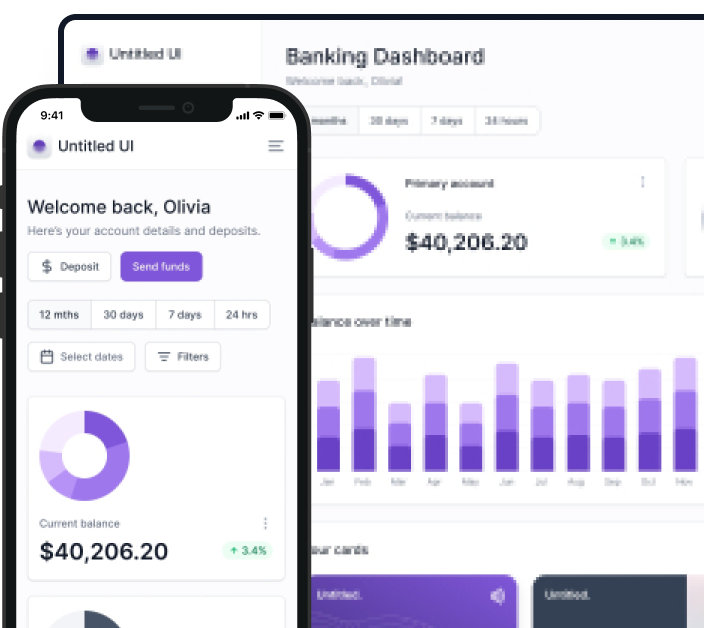 Untitled UI
Banking Dashboard
Welcome back, Olivia!
months
30 days
7 days
24 hours
Primary account
Current balance
$40,206.20
3.4%
alance over time
Jan
Feb
Mar
Apr
May
Jun
Jul
Aug
Sep
Oct
Nov
our cards
Untitled.
Untitled.
9:41
Untitled UI
Welcome back, Olivia
Here's your account details and deposits.
$ Deposit
Send funds
12 mths
30 days
7 days
24 hrs
Select dates
Filters
Current balance
$40,206.20
↑ 3.4%